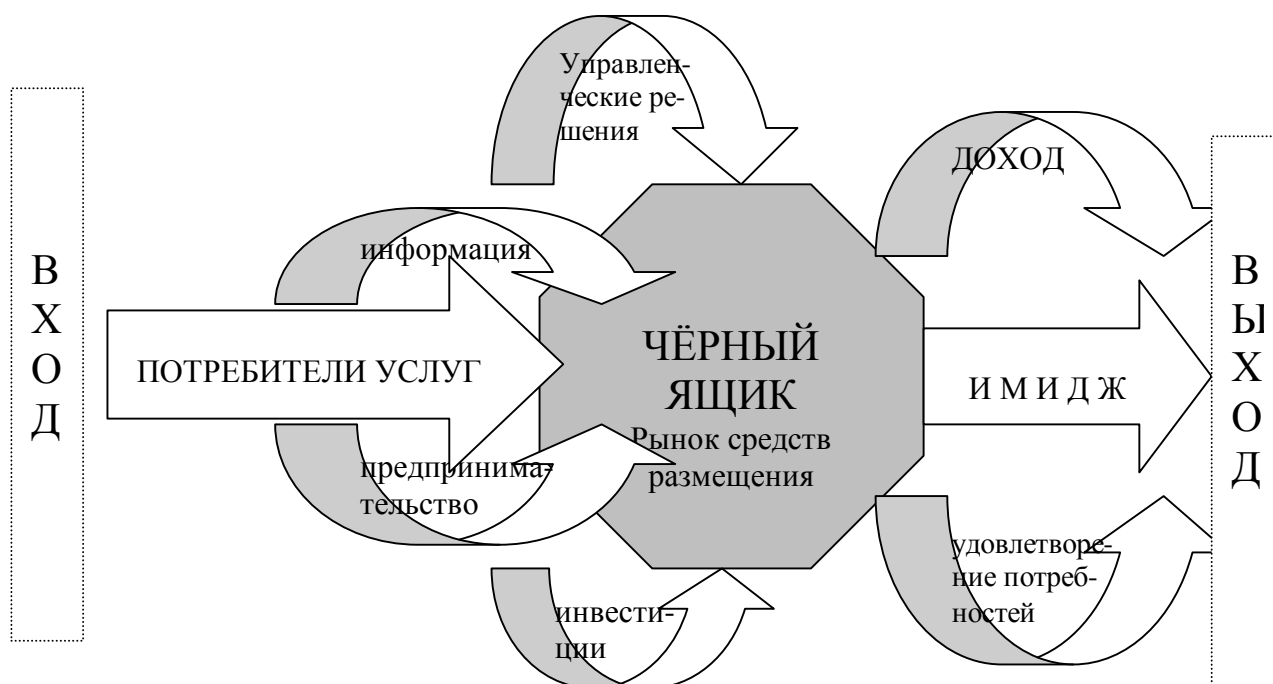 В
Х
О
Д
Управлен-
ческие ре-
шения
информация
ПОТРЕБИТЕЛИ УСЛУГ
предпринима-
тельство
инвести-
ции
ЧЁРНЫЙ
ЯЩИК
Рынок средств
размещения
ДОХОД
И М И Д Ж
удовлетворе-
ние потреб-
ностей
В
Ы
Х
О
Д